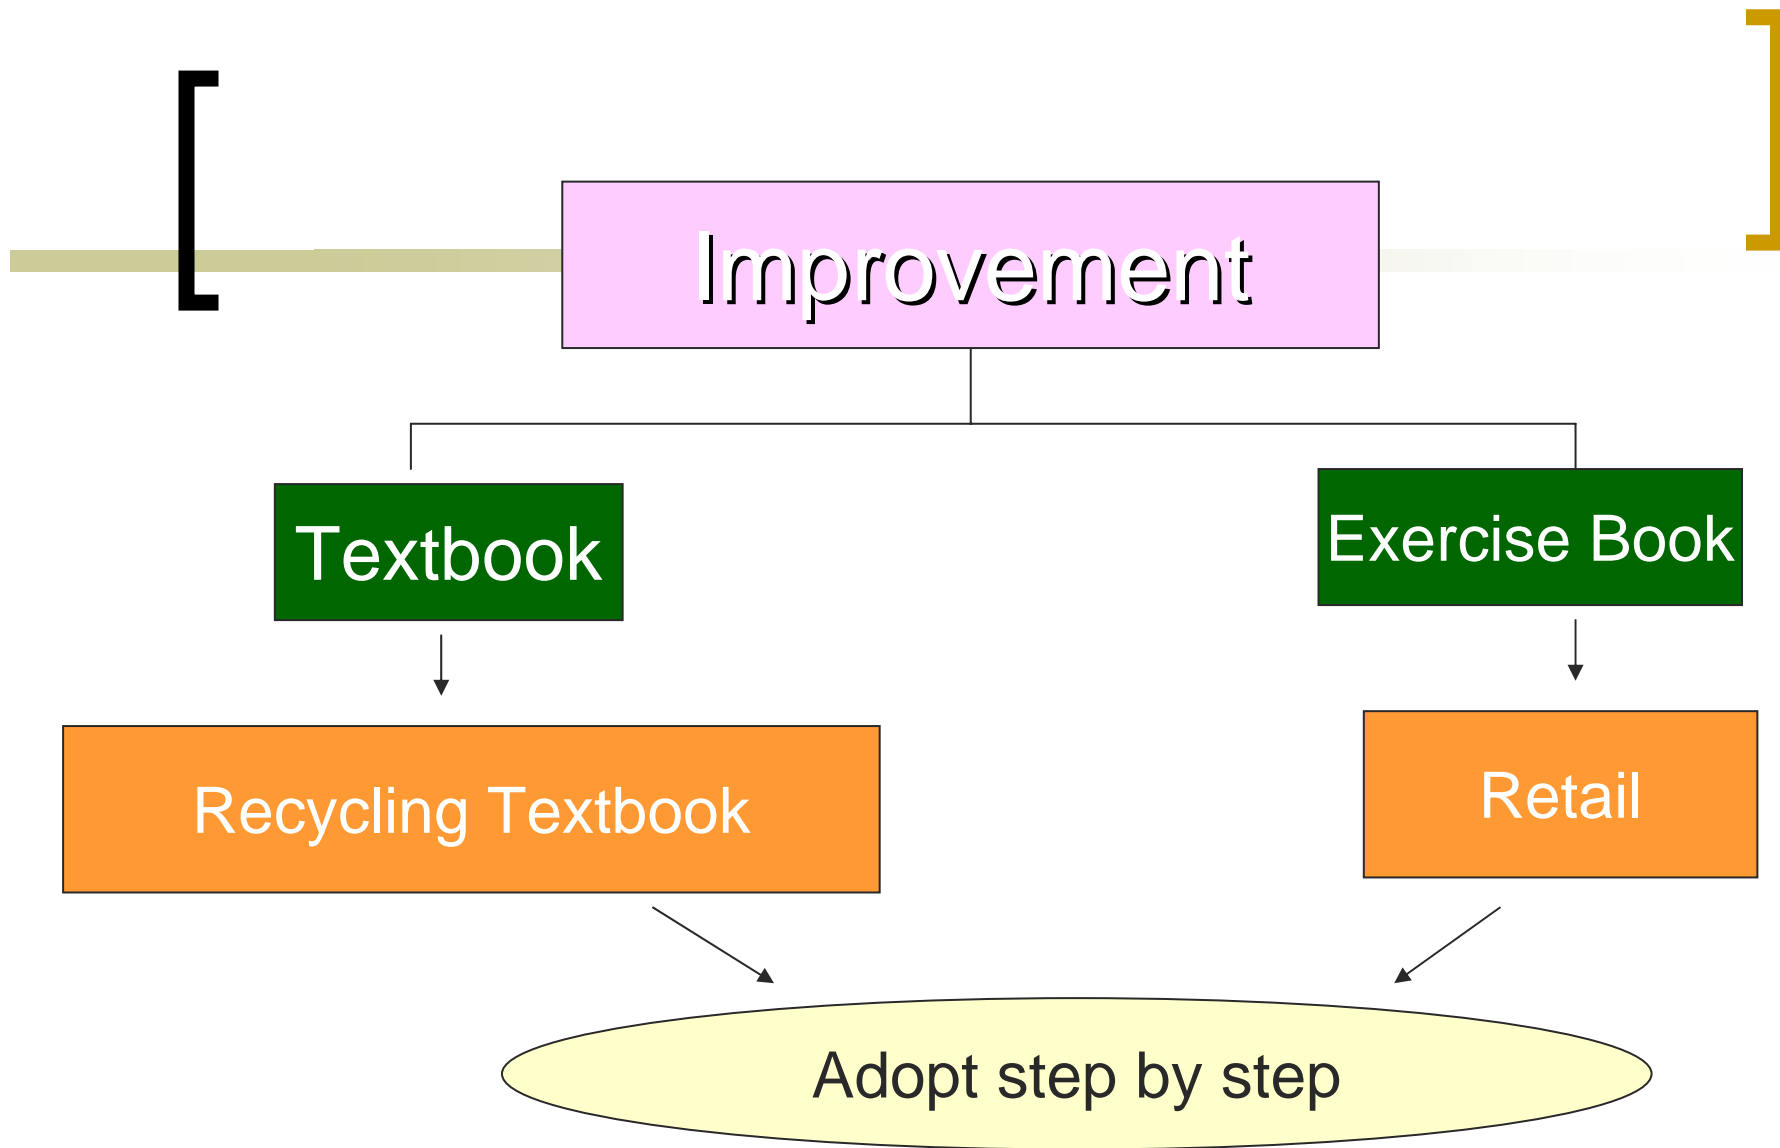 Improvement
Textbook
Exercise Book
Recycling Textbook
Retail
Adopt step by step